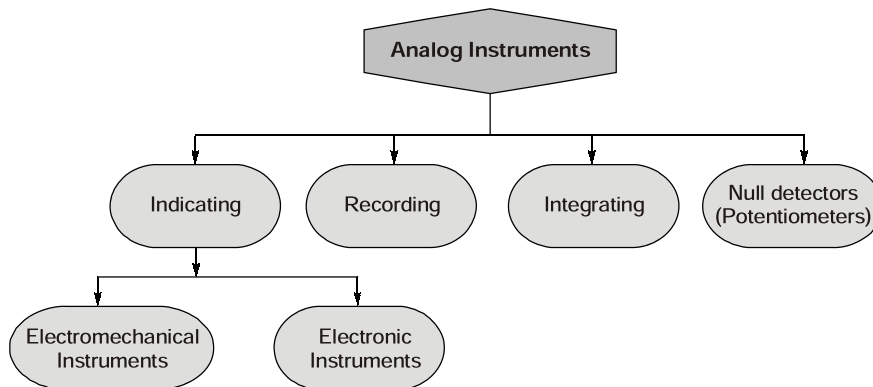 Analog Instruments
Indicating
Recording
Integrating
Null detectors
(Potentiometers)
Electromechanical
Instruments
Electronic
Instruments